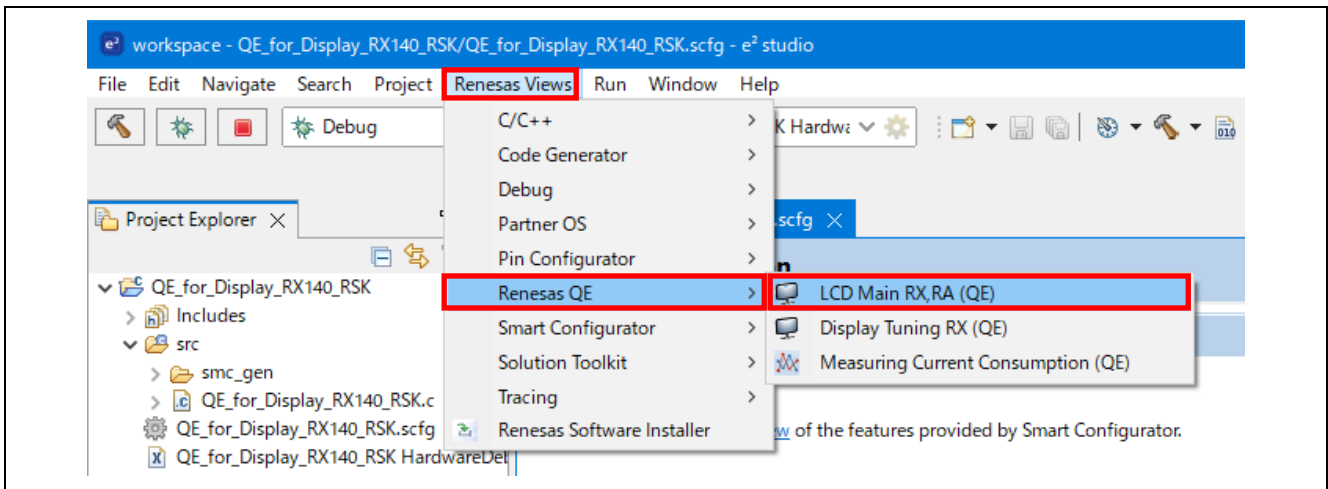 e² workspace - QE_for_Display_RX140_RSK/QE_for_Display_RX140_RSK.scfg - e² studio
File Edit Navigate Search Project Renesas Views Run Window Help
Debug
K Hardwa
010
C/C++
Code Generator
Debug
Partner OS
Pin Configurator
Renesas QE
Smart Configurator
Solution Toolkit
Tracing
Renesas Software Installer
LCD Main RX,RA (QE)
Display Tuning RX (QE)
Measuring Current Consumption (QE)
Project Explorer
QE_for_Display_RX140_RSK
Includes
src
smc_gen
QE_for_Display_RX140_RSK.c
QE_for_Display_RX140_RSK.scfg
QE_for_Display_RX140_RSK HardwareDe
.scfg
n
w of the features provided by Smart Configurator.